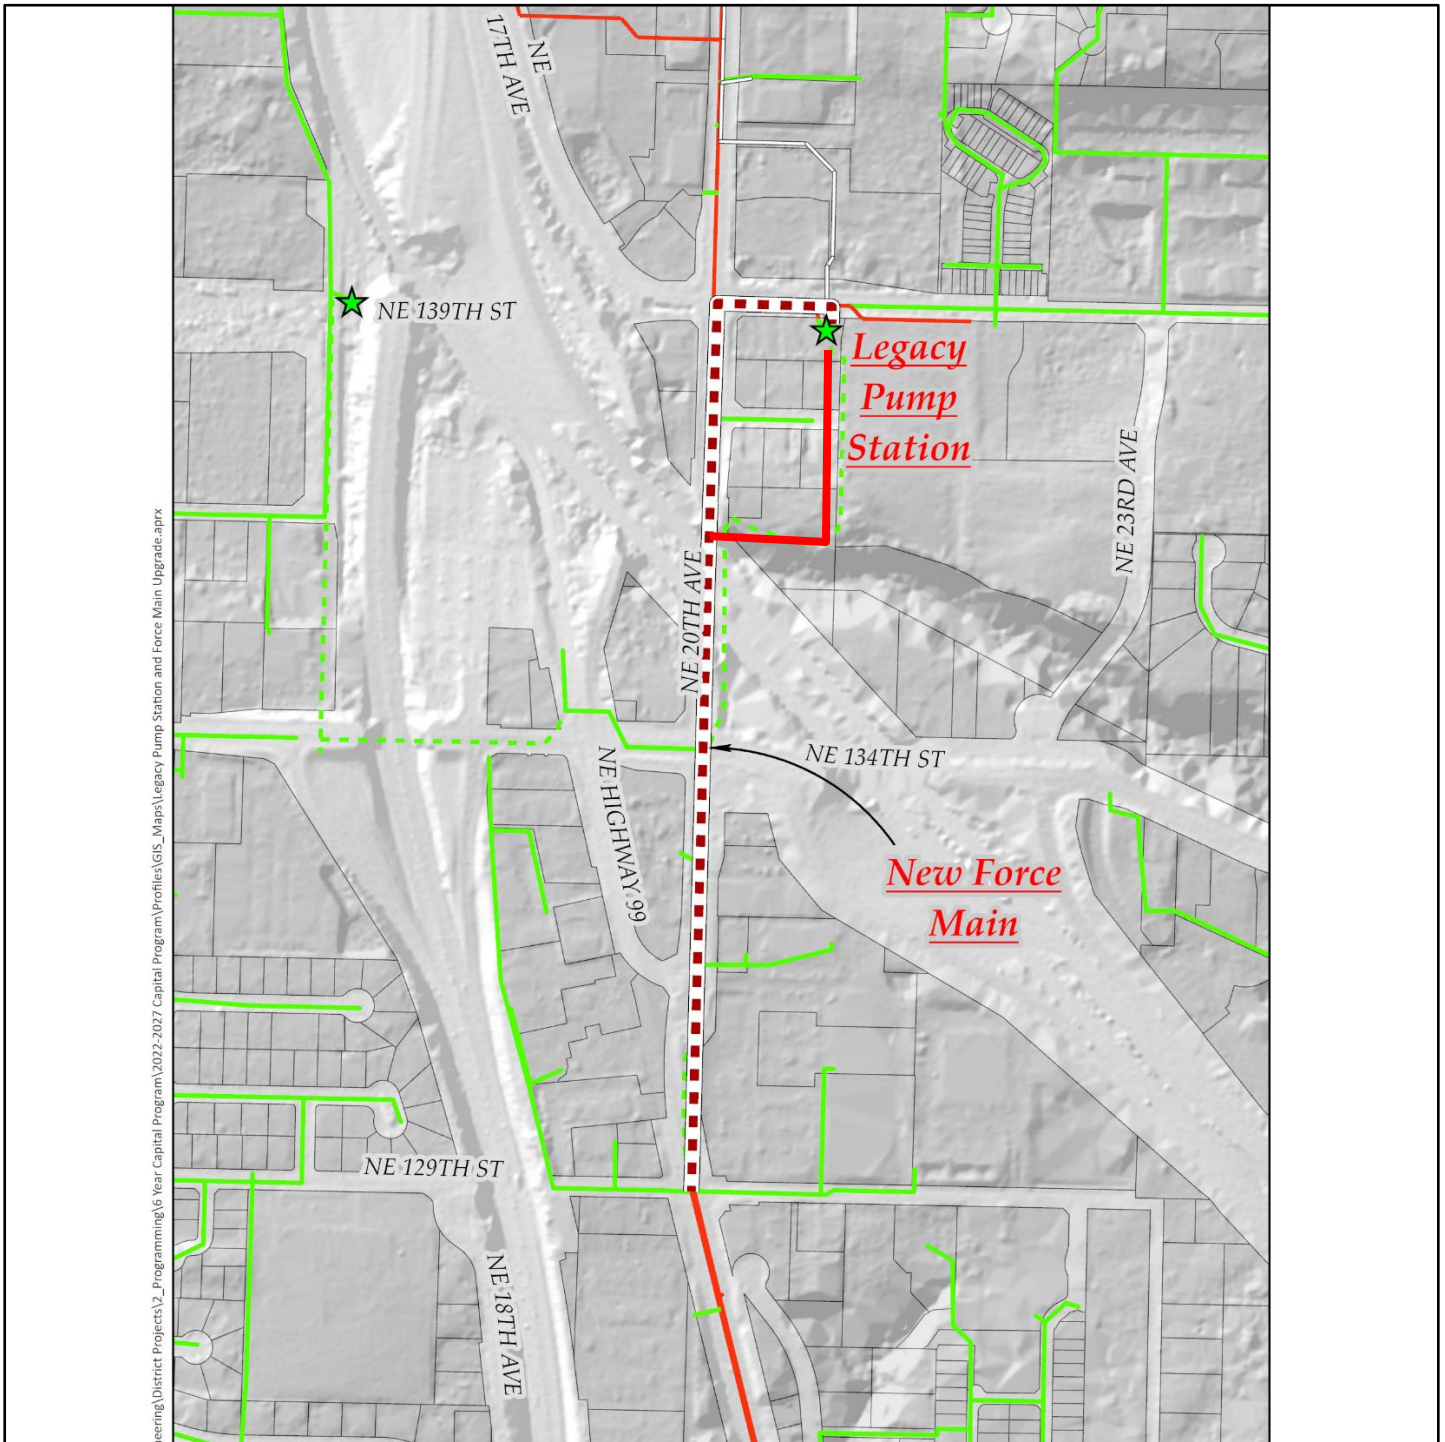 NE
17TH AVE
NE 139TH ST
Legacy
Pump
Station
NE 23RD AVE
NE 20TH AVE
NE 134TH ST
NE HIGHWAY 99
New Force
Main
NE 129TH ST
NE 18TH AVE
neering\District Projects\2_Programming\6 Year Capital Program\2022-2027 Capital Program\Profiles\GIS_Maps\Legacy Pump Station and Force Main Upgrade.aprx